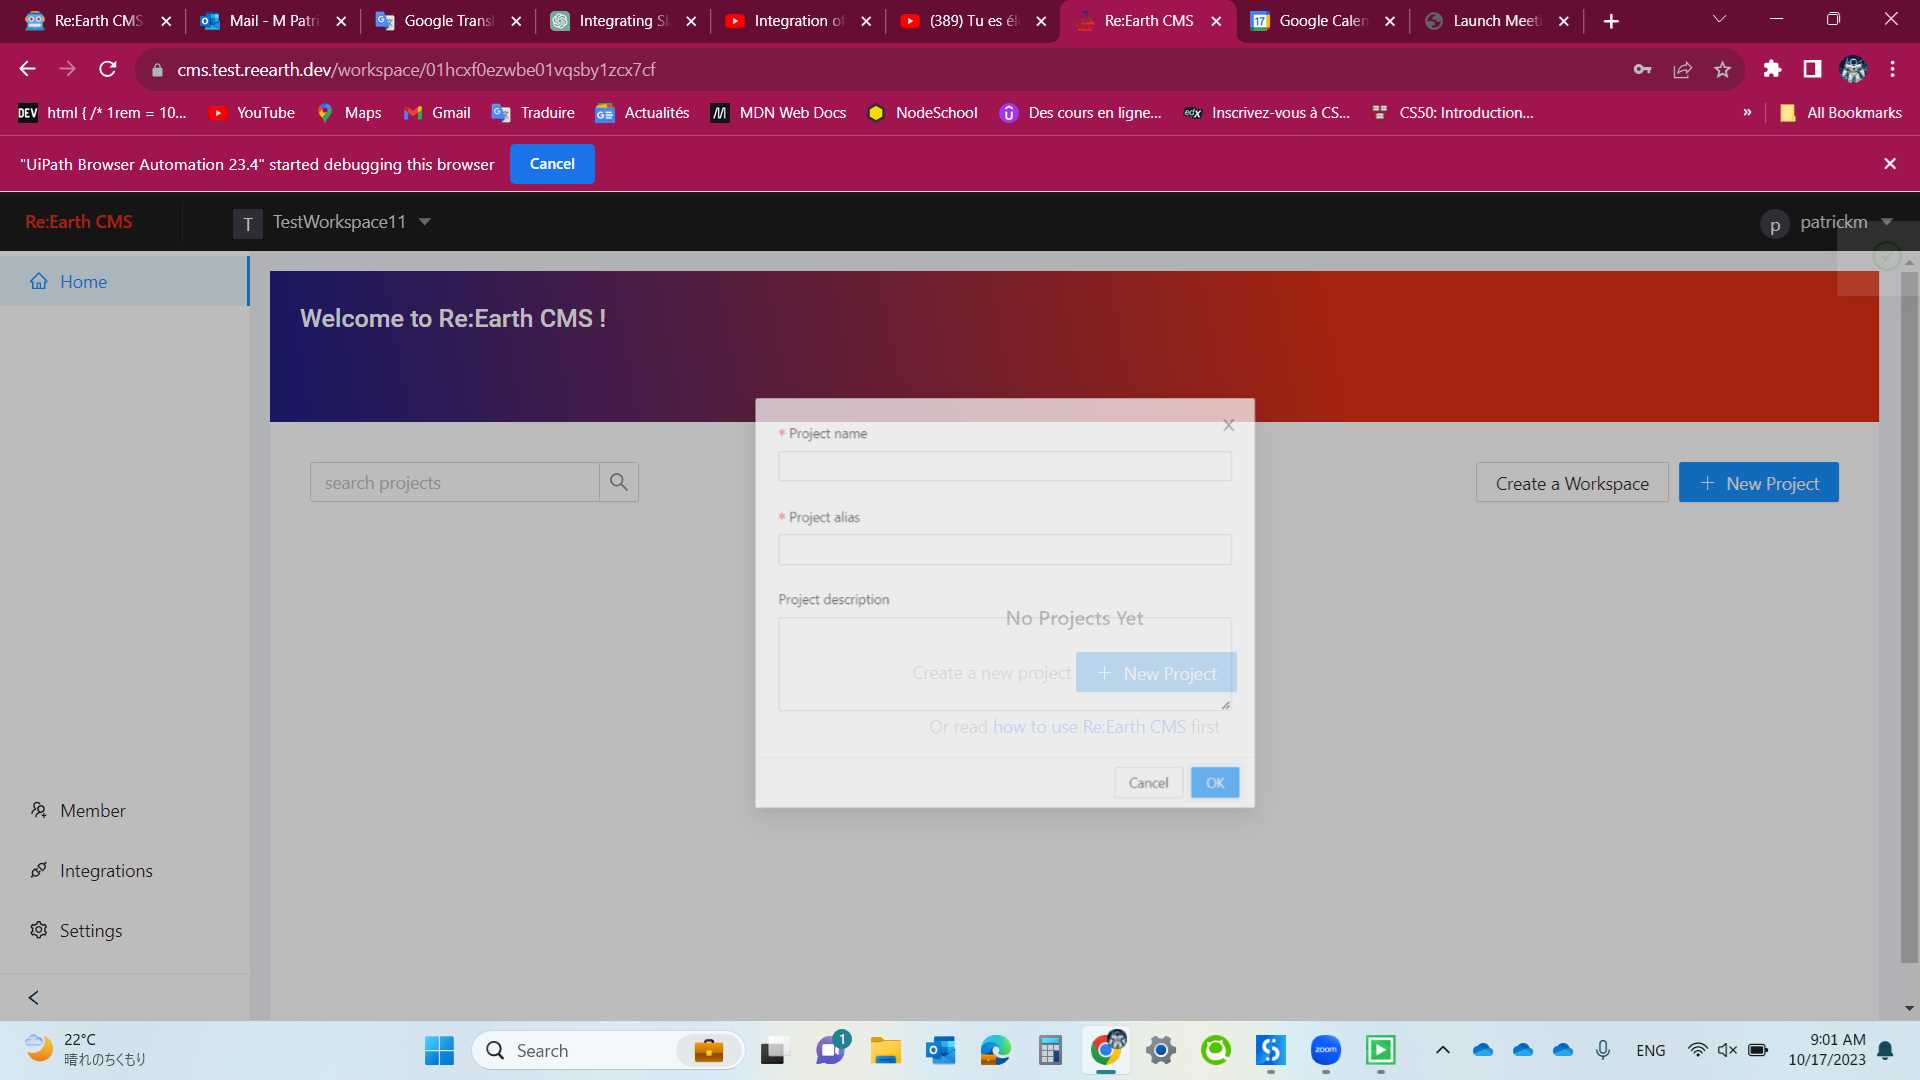 Re:Earth CMS
Mail - M Patri
Google Transl
Integrating Sl
Integration of
(389) Tu es éle
Re:Earth CMS
17
Google Calen
Launch Meeti
cms.test.reearth.dev/workspace/01hcxf0ezwbe01vqsby1zcx7cf
DEV html { /* 1rem = 10...
YouTube
Maps
Gmail
Traduire
Actualités
MDN Web Docs
NodeSchool
Des cours en ligne...
edX Inscrivez-vous à CS...
CS50: Introduction...
»
All Bookmarks
"UiPath Browser Automation 23.4" started debugging this browser
Cancel
Re:Earth CMS
T TestWorkspace11
p patrickm
Home
Welcome to Re:Earth CMS !
search projects
Create a Workspace
+ New Project
* Project name
* Project alias
Project description
No Projects Yet
Create a new project + New Project
Or read how to use Re:Earth CMS first
Cancel
OK
Member
Integrations
Settings
22°C
晴れのちくもり
Search
1
zoom
ENG
9:01 AM
10/17/2023